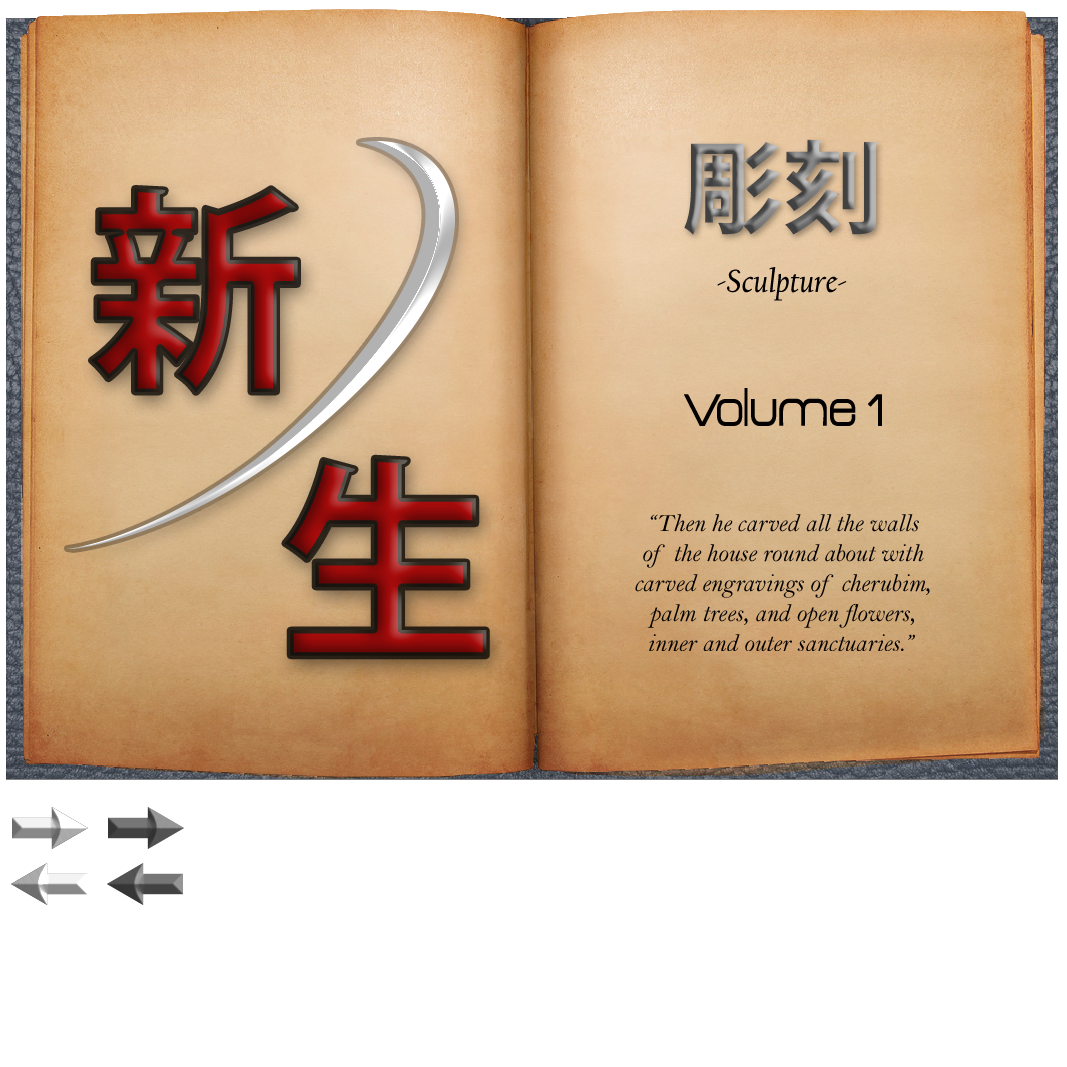 新
生
彫刻
-Sculpture-
Volume 1
“Then he carved all the walls
of the house round about with
carved engravings of cherubim,
palm trees, and open flowers,
inner and outer sanctuaries.”